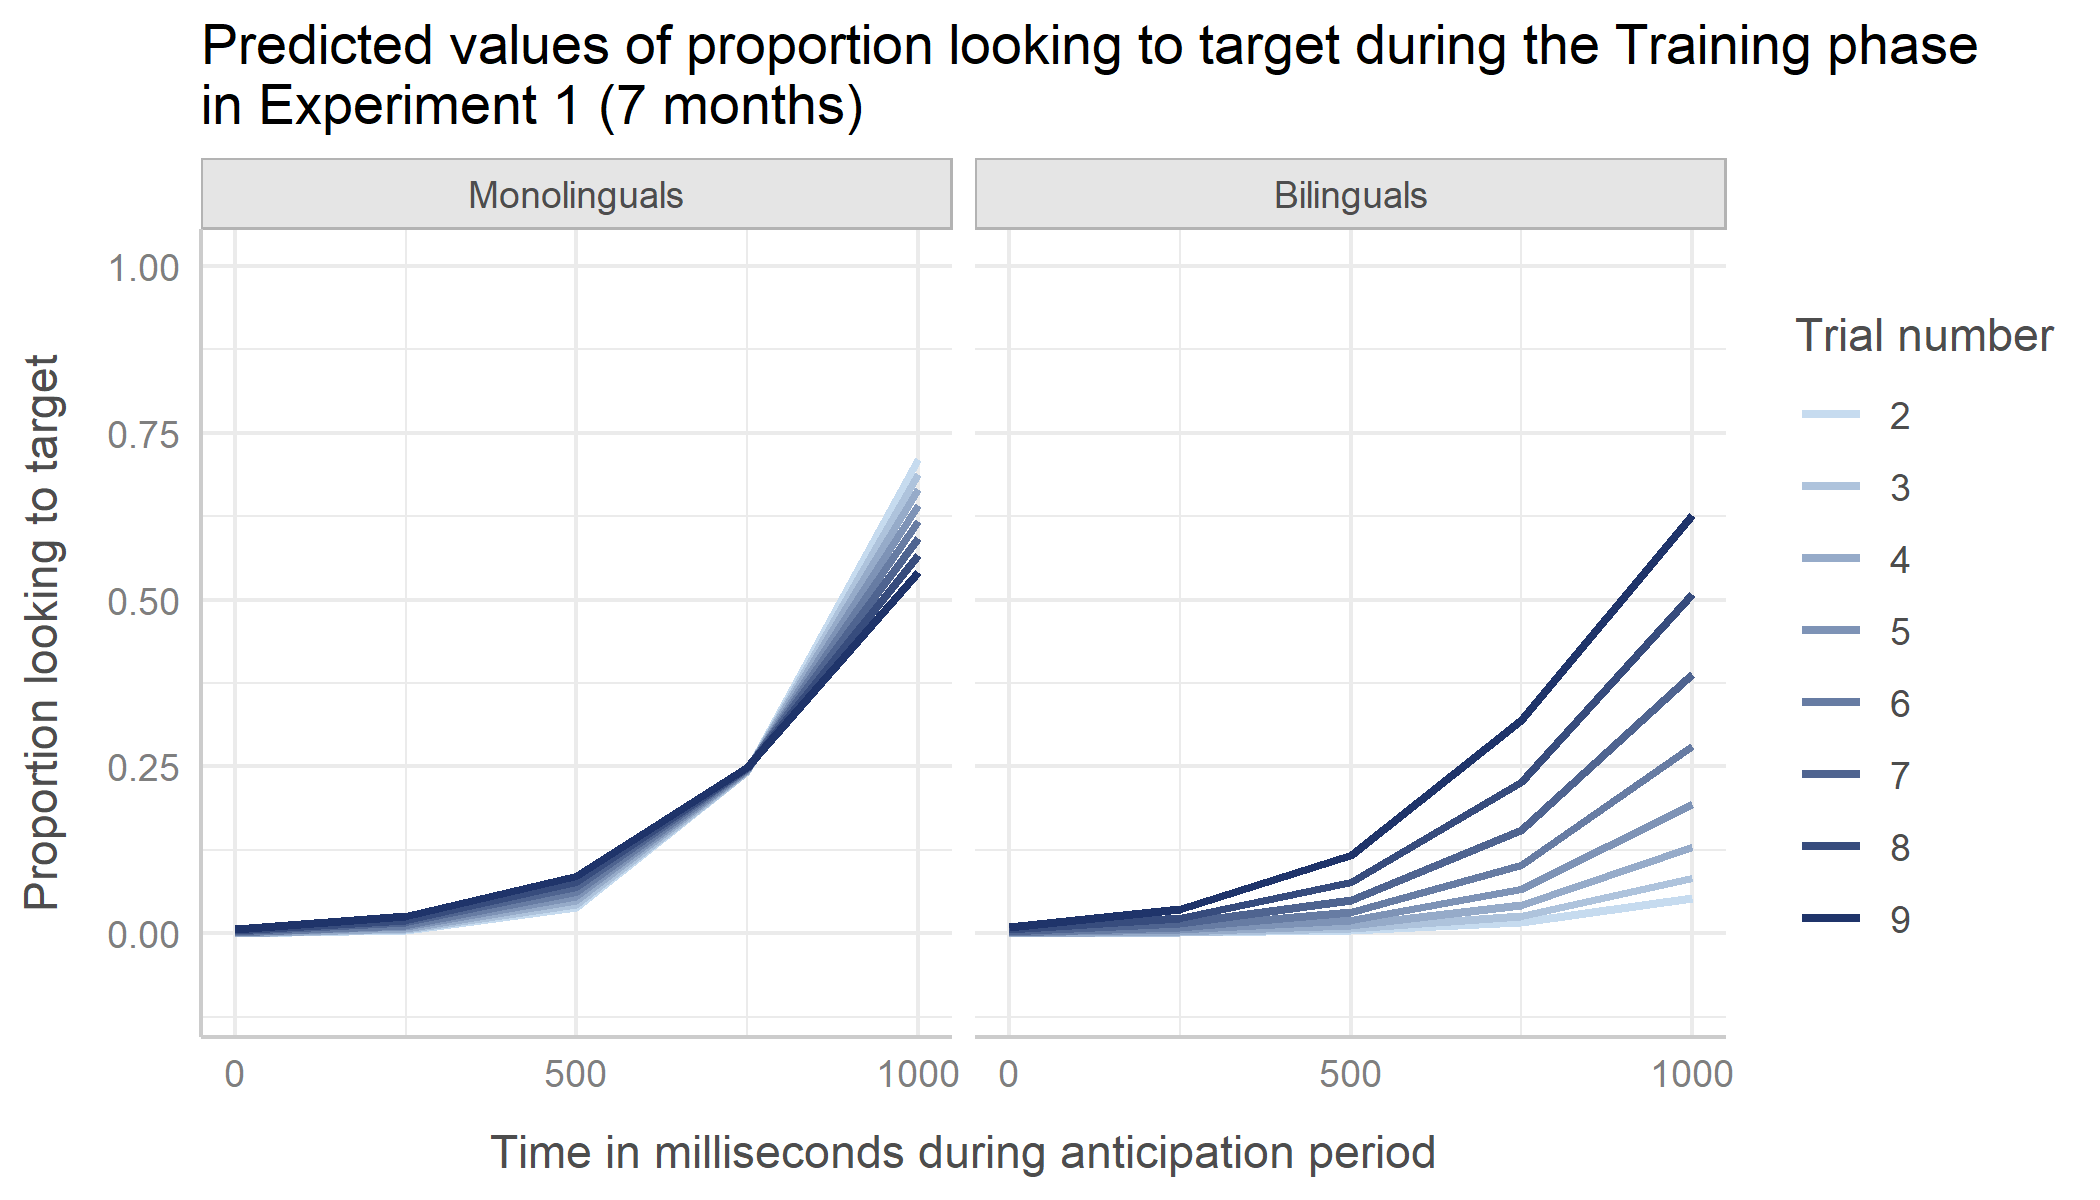 Predicted values of proportion looking to target during the Training phase
in Experiment 1 (7 months)
Monolinguals
Bilinguals
1.00
0.75
0.50
0.25
0.00
Proportion looking to target
0
500
1000
0
500
1000
Time in milliseconds during anticipation period
Trial number
2
3
4
5
6
7
8
9